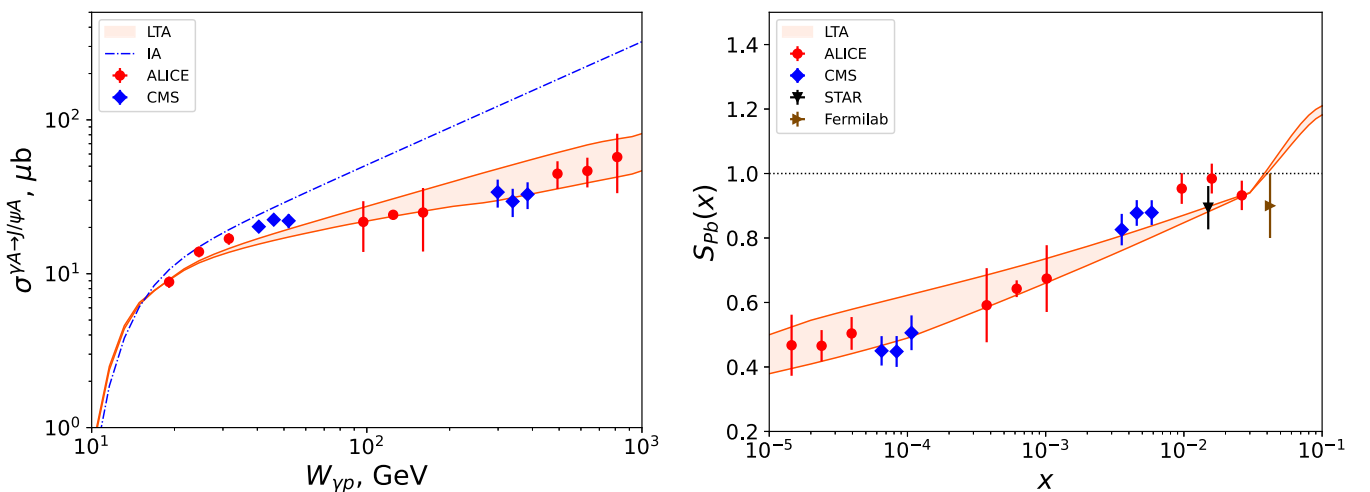 LTA
IA
ALICE
CMS
σ^{γA→J/ψA}, μb
10²
10¹
10⁰
10¹
10²
10³
W_{γp}, GeV
LTA
ALICE
CMS
STAR
Fermilab
S_{Pb}(x)
1.4
1.2
1.0
0.8
0.6
0.4
0.2
10⁻⁵
10⁻⁴
10⁻³
10⁻²
10⁻¹
x